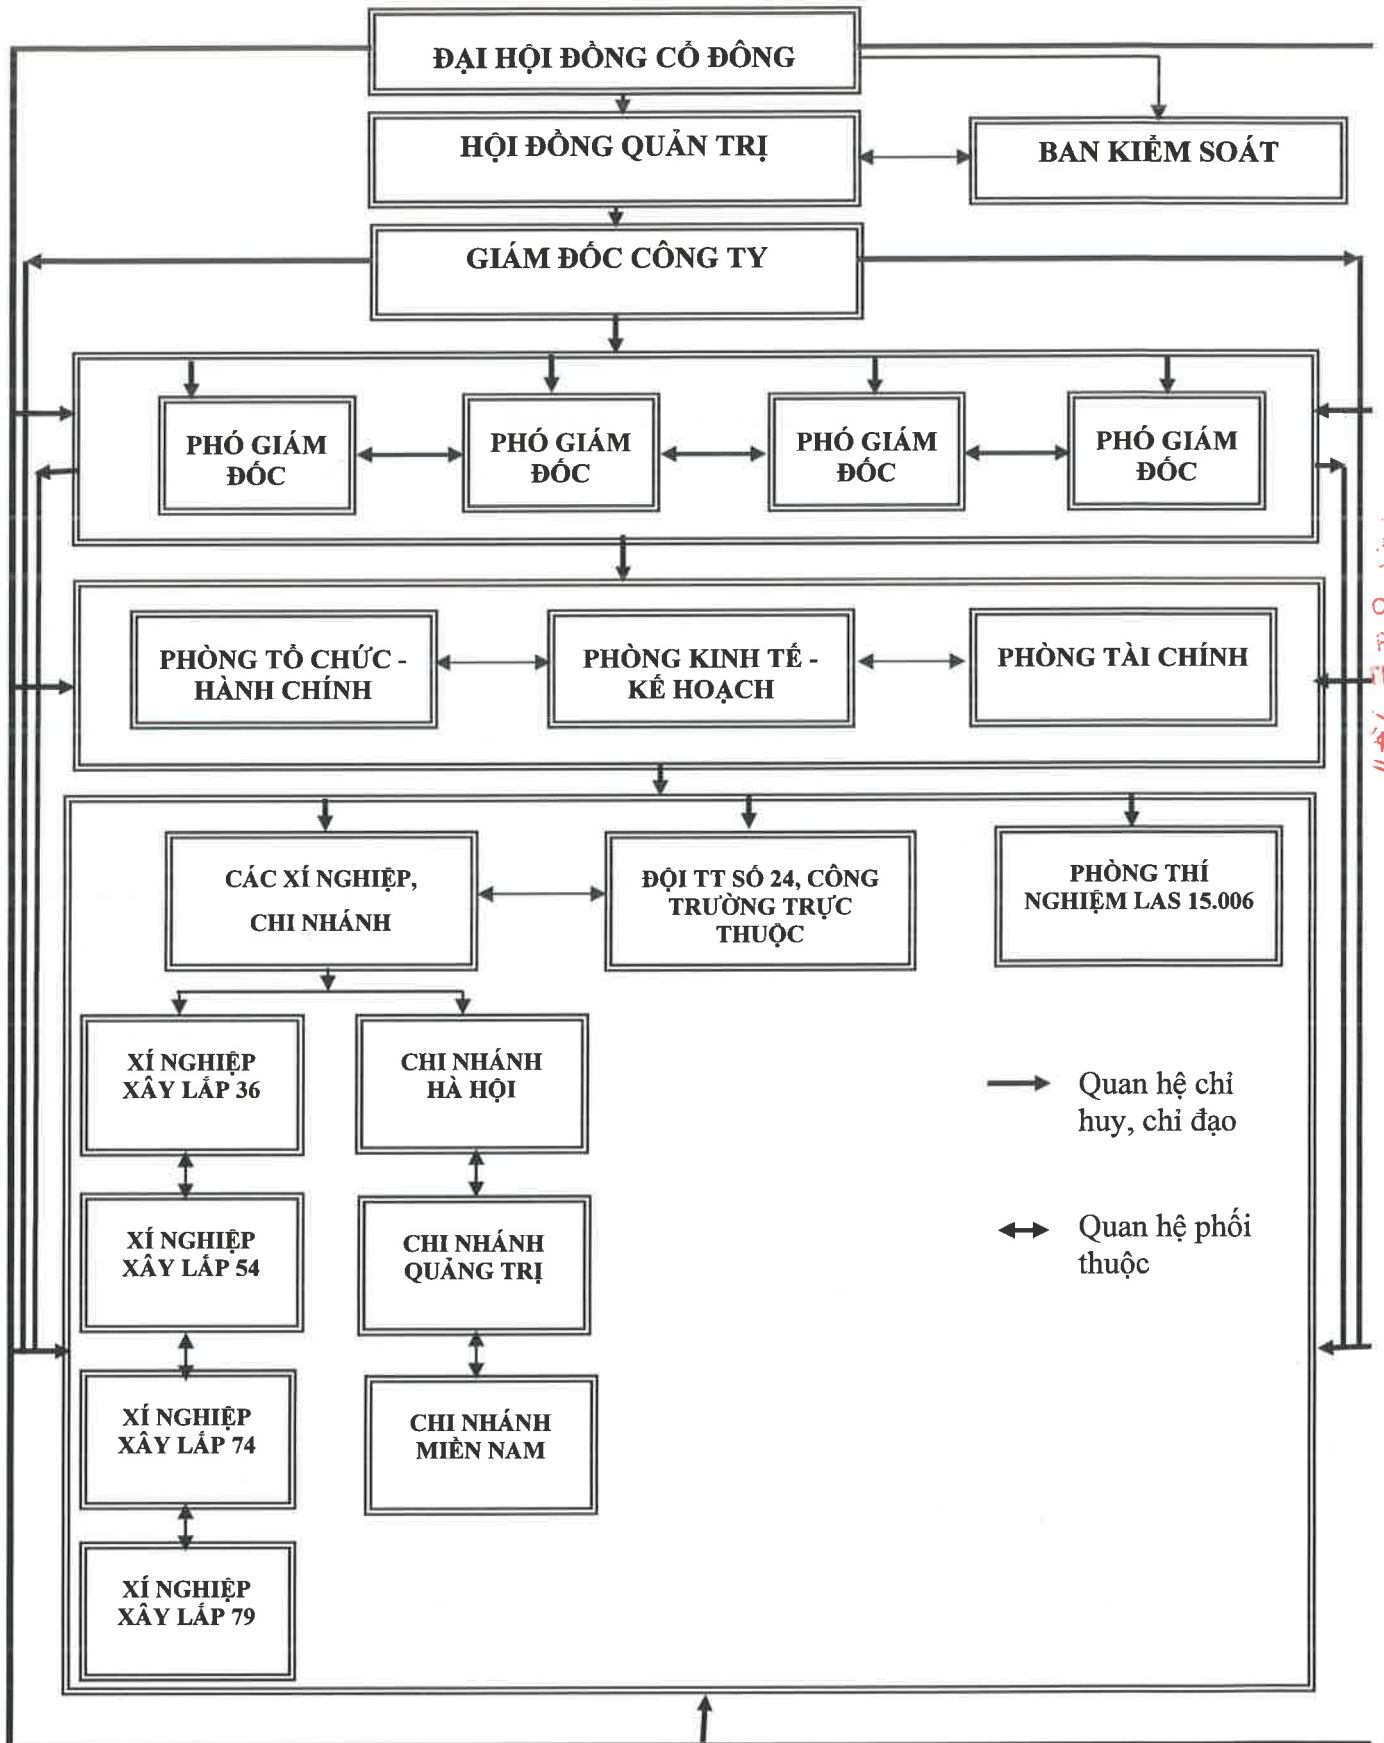 ĐẠI HỘI ĐỒNG CỔ ĐÔNG
HỘI ĐỒNG QUẢN TRỊ
BAN KIỂM SOÁT
GIÁM ĐỐC CÔNG TY
PHÓ GIÁM
ĐỐC
PHÓ GIÁM
ĐỐC
PHÓ GIÁM
ĐỐC
PHÓ GIÁM
ĐỐC
PHÒNG TỔ CHỨC -
HÀNH CHÍNH
PHÒNG KINH TẾ -
KẾ HOẠCH
PHÒNG TÀI CHÍNH
CÁC XÍ NGHIỆP,
CHI NHÁNH
ĐỘI TT SỐ 24, CÔNG
TRƯỜNG TRỰC
THUỘC
PHÒNG THÍ
NGHIỆM LAS 15.006
XÍ NGHIỆP
XÂY LẮP 36
CHI NHÁNH
HÀ HỘI
Quan hệ chỉ
huy, chỉ đạo
XÍ NGHIỆP
XÂY LẮP 54
CHI NHÁNH
QUẢNG TRỊ
Quan hệ phối
thuộc
XÍ NGHIỆP
XÂY LẮP 74
CHI NHÁNH
MIỀN NAM
XÍ NGHIỆP
XÂY LẮP 79